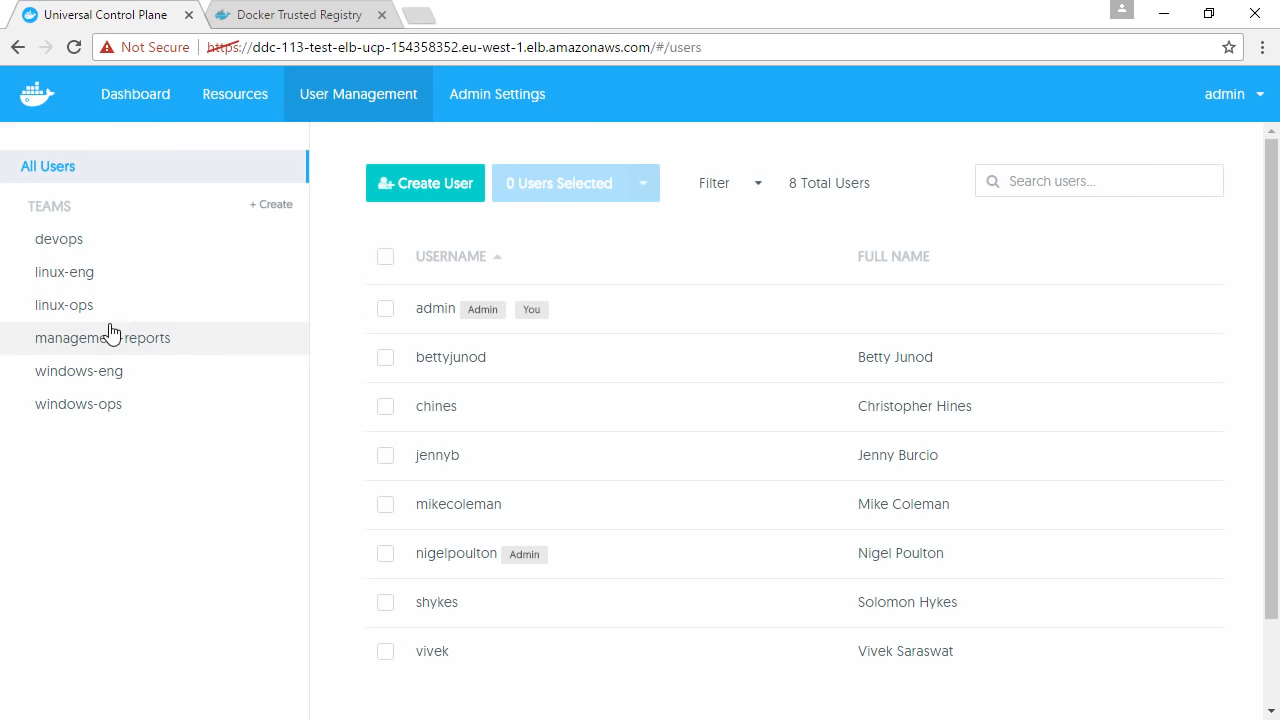 Universal Control Plane
Docker Trusted Registry
Not Secure
https://ddc-113-test-elb-ucp-154358352.eu-west-1.elb.amazonaws.com/#/users
Dashboard
Resources
User Management
Admin Settings
admin
All Users
TEAMS
+ Create
devops
linux-eng
linux-ops
management-reports
windows-eng
windows-ops
Create User
0 Users Selected
Filter
8 Total Users
Search users...
USERNAME
FULL NAME
admin Admin You
bettyjunod
Betty Junod
chines
Christopher Hines
jennyb
Jenny Burcio
mikecoleman
Mike Coleman
nigelpoulton Admin
Nigel Poulton
shykes
Solomon Hykes
vivek
Vivek Saraswat